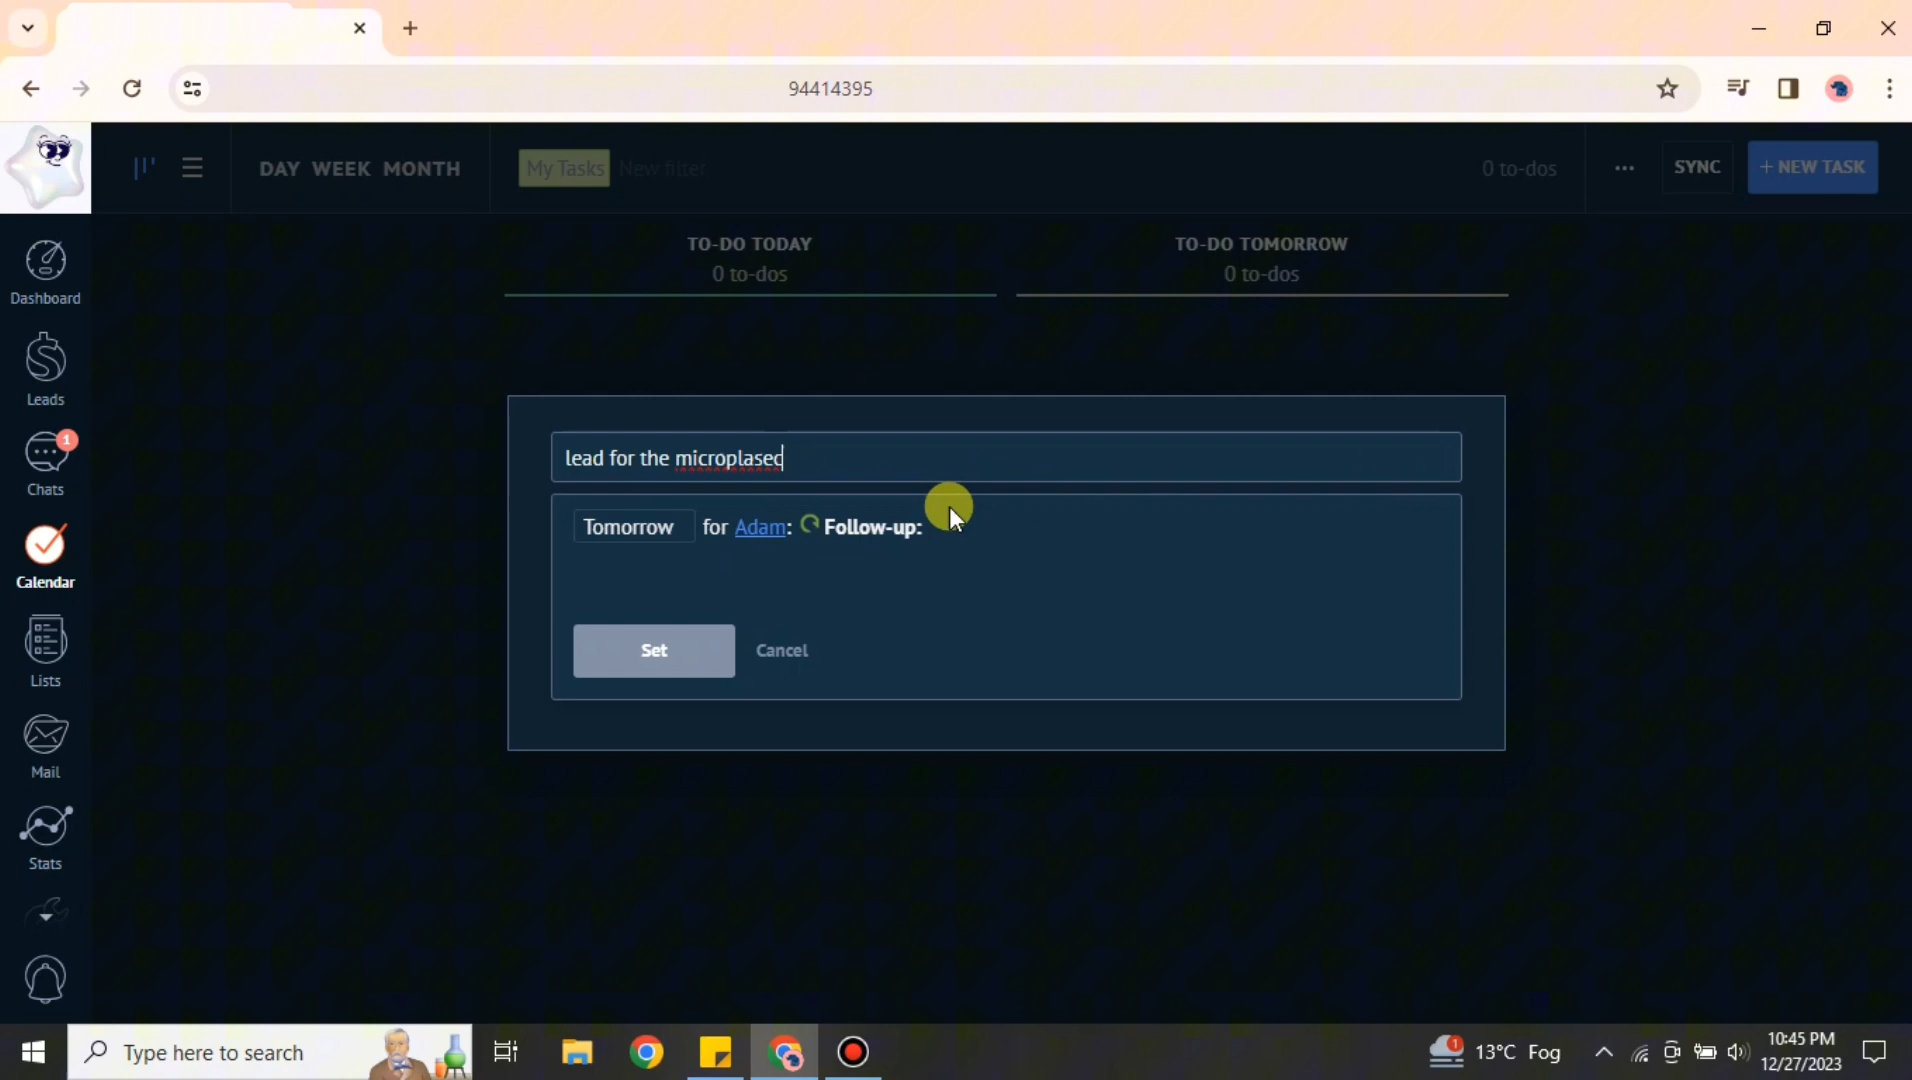 94414395
DAY WEEK MONTH
My Tasks New filter
0 to-dos
SYNC
+ NEW TASK
TO-DO TODAY
0 to-dos
TO-DO TOMORROW
0 to-dos
Dashboard
Leads
1
Chats
Calendar
Lists
Mail
Stats
lead for the microplased
Tomorrow for Adam: Follow-up:
Set
Cancel
Type here to search
1
13°C Fog
10:45 PM
12/27/2023